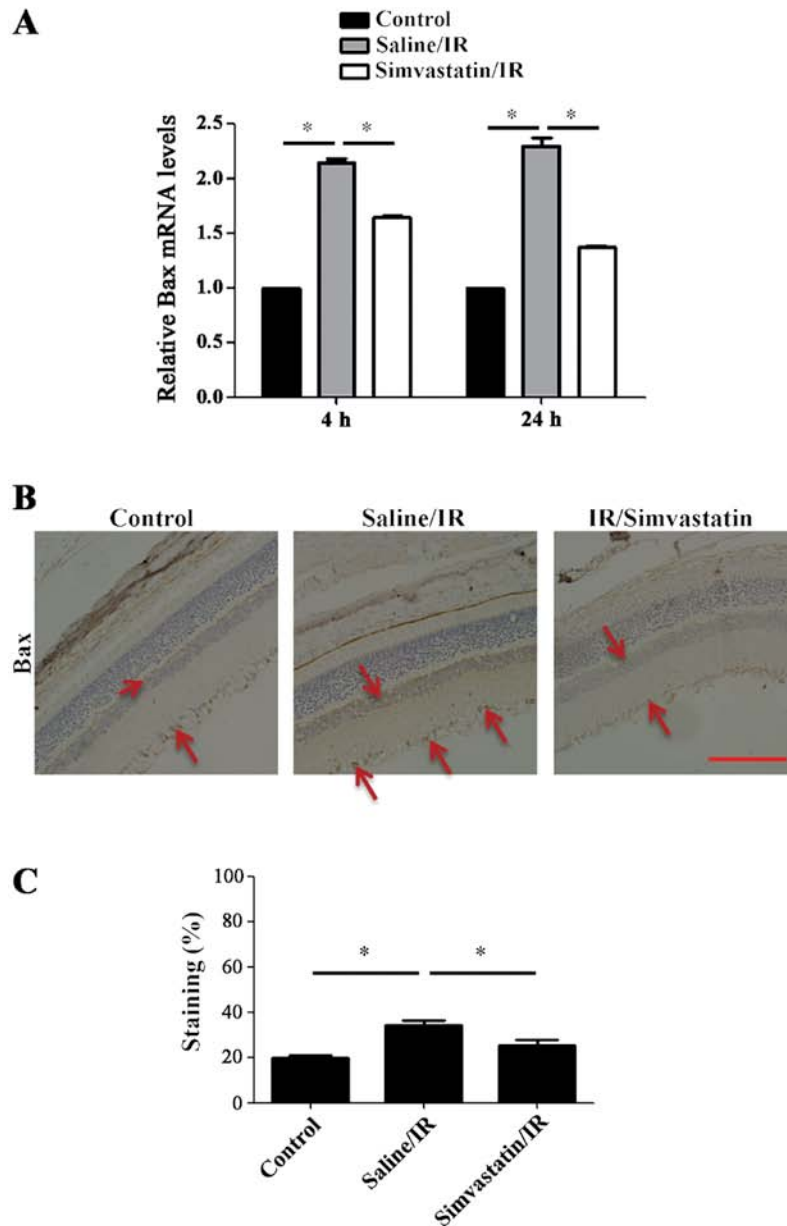 A
Control
Saline/IR
Simvastatin/IR
* * * *
Relative Bax mRNA levels
2.5
2.0
1.5
1.0
0.5
0.0
4 h 24 h
B
Control Saline/IR IR/Simvastatin
Bax
C
Staining (%)
100
80
60
40
20
0
* *
Control Saline/IR Simvastatin/IR